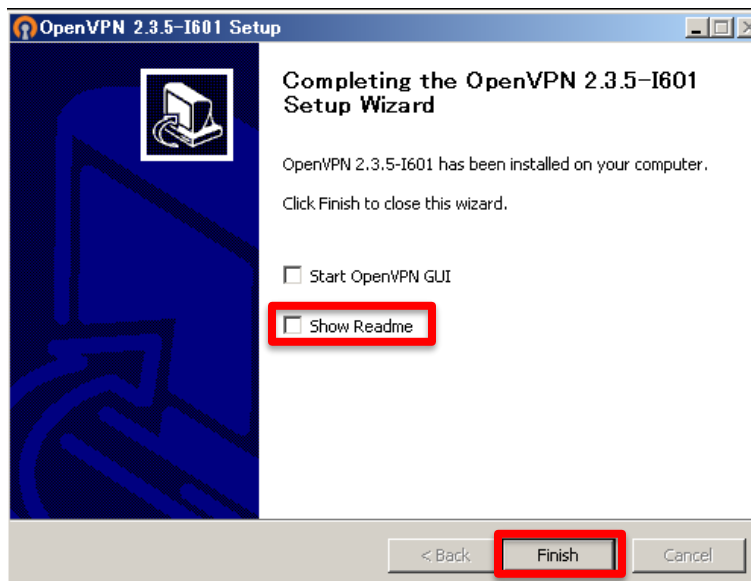 OpenVPN 2.3.5-I601 Setup
Completing the OpenVPN 2.3.5-I601
Setup Wizard
OpenVPN 2.3.5-I601 has been installed on your computer.
Click Finish to close this wizard.
Start OpenVPN GUI
Show Readme
< Back
Finish
Cancel